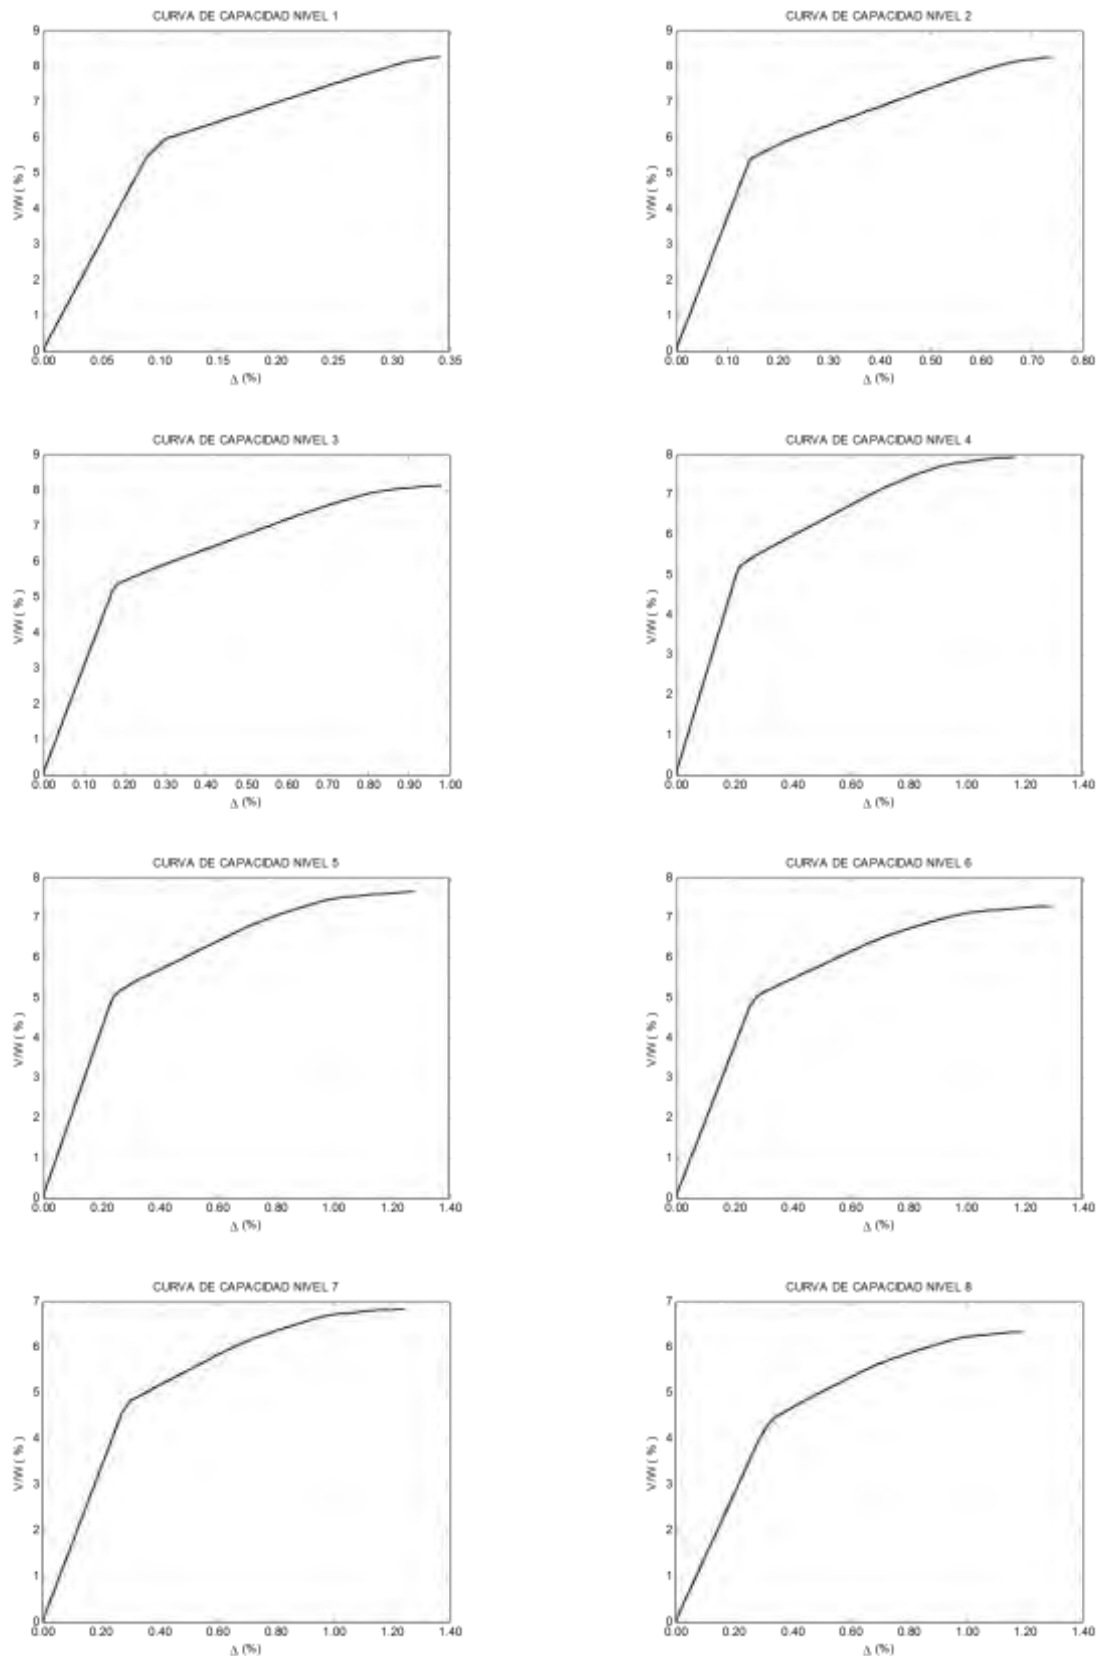 CURVA DE CAPACIDAD NIVEL 1
9
8
7
6
5
4
3
2
1
0
V/W ( % )
0.00 0.05 0.10 0.15 0.20 0.25 0.30 0.35
Δ (%)
CURVA DE CAPACIDAD NIVEL 2
9
8
7
6
5
4
3
2
1
0
V/W ( % )
0.00 0.10 0.20 0.30 0.40 0.50 0.60 0.70 0.80
Δ (%)
CURVA DE CAPACIDAD NIVEL 3
9
8
7
6
5
4
3
2
1
0
V/W ( % )
0.00 0.10 0.20 0.30 0.40 0.50 0.60 0.70 0.80 0.90 1.00
Δ (%)
CURVA DE CAPACIDAD NIVEL 4
8
7
6
5
4
3
2
1
0
V/W ( % )
0.00 0.20 0.40 0.60 0.80 1.00 1.20 1.40
Δ (%)
CURVA DE CAPACIDAD NIVEL 5
8
7
6
5
4
3
2
1
0
V/W ( % )
0.00 0.20 0.40 0.60 0.80 1.00 1.20 1.40
Δ (%)
CURVA DE CAPACIDAD NIVEL 6
8
7
6
5
4
3
2
1
0
V/W ( % )
0.00 0.20 0.40 0.60 0.80 1.00 1.20 1.40
Δ (%)
CURVA DE CAPACIDAD NIVEL 7
7
6
5
4
3
2
1
0
V/W ( % )
0.00 0.20 0.40 0.60 0.80 1.00 1.20 1.40
Δ (%)
CURVA DE CAPACIDAD NIVEL 8
7
6
5
4
3
2
1
0
V/W ( % )
0.00 0.20 0.40 0.60 0.80 1.00 1.20 1.40
Δ (%)